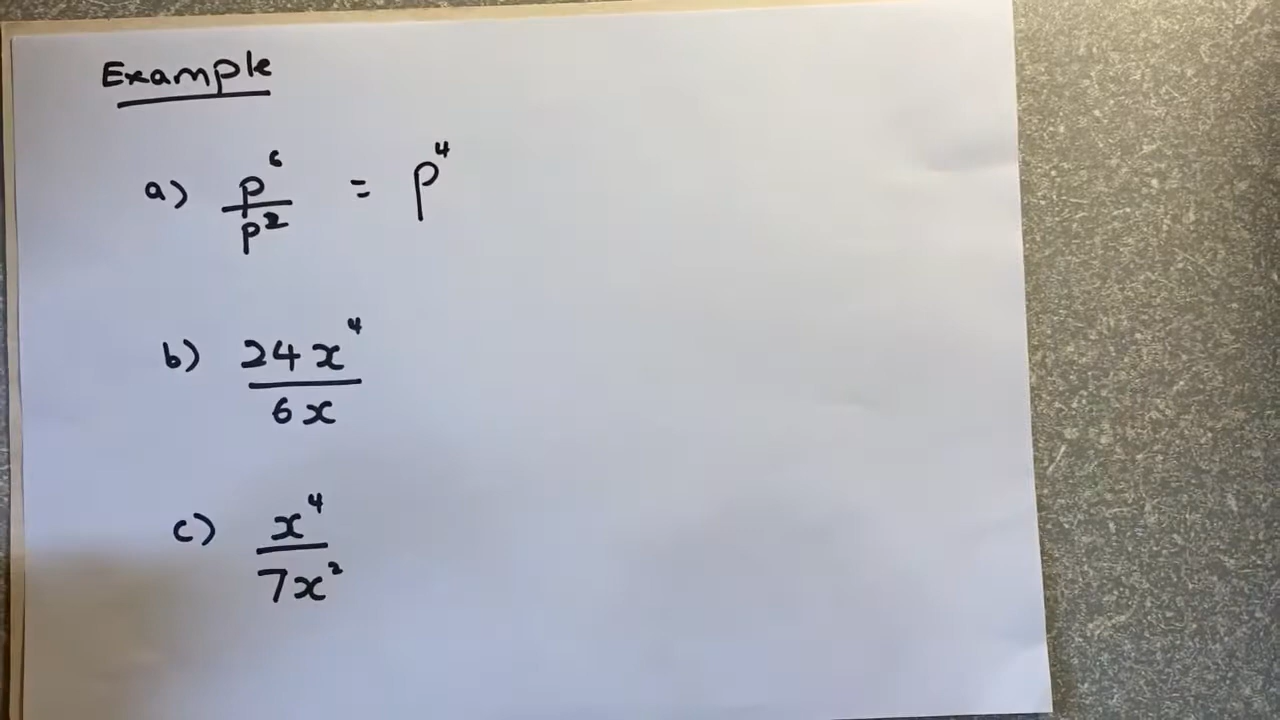 Example
a) p⁶/p² = p⁴
b) 24x⁴/6x
c) x⁴/7x²